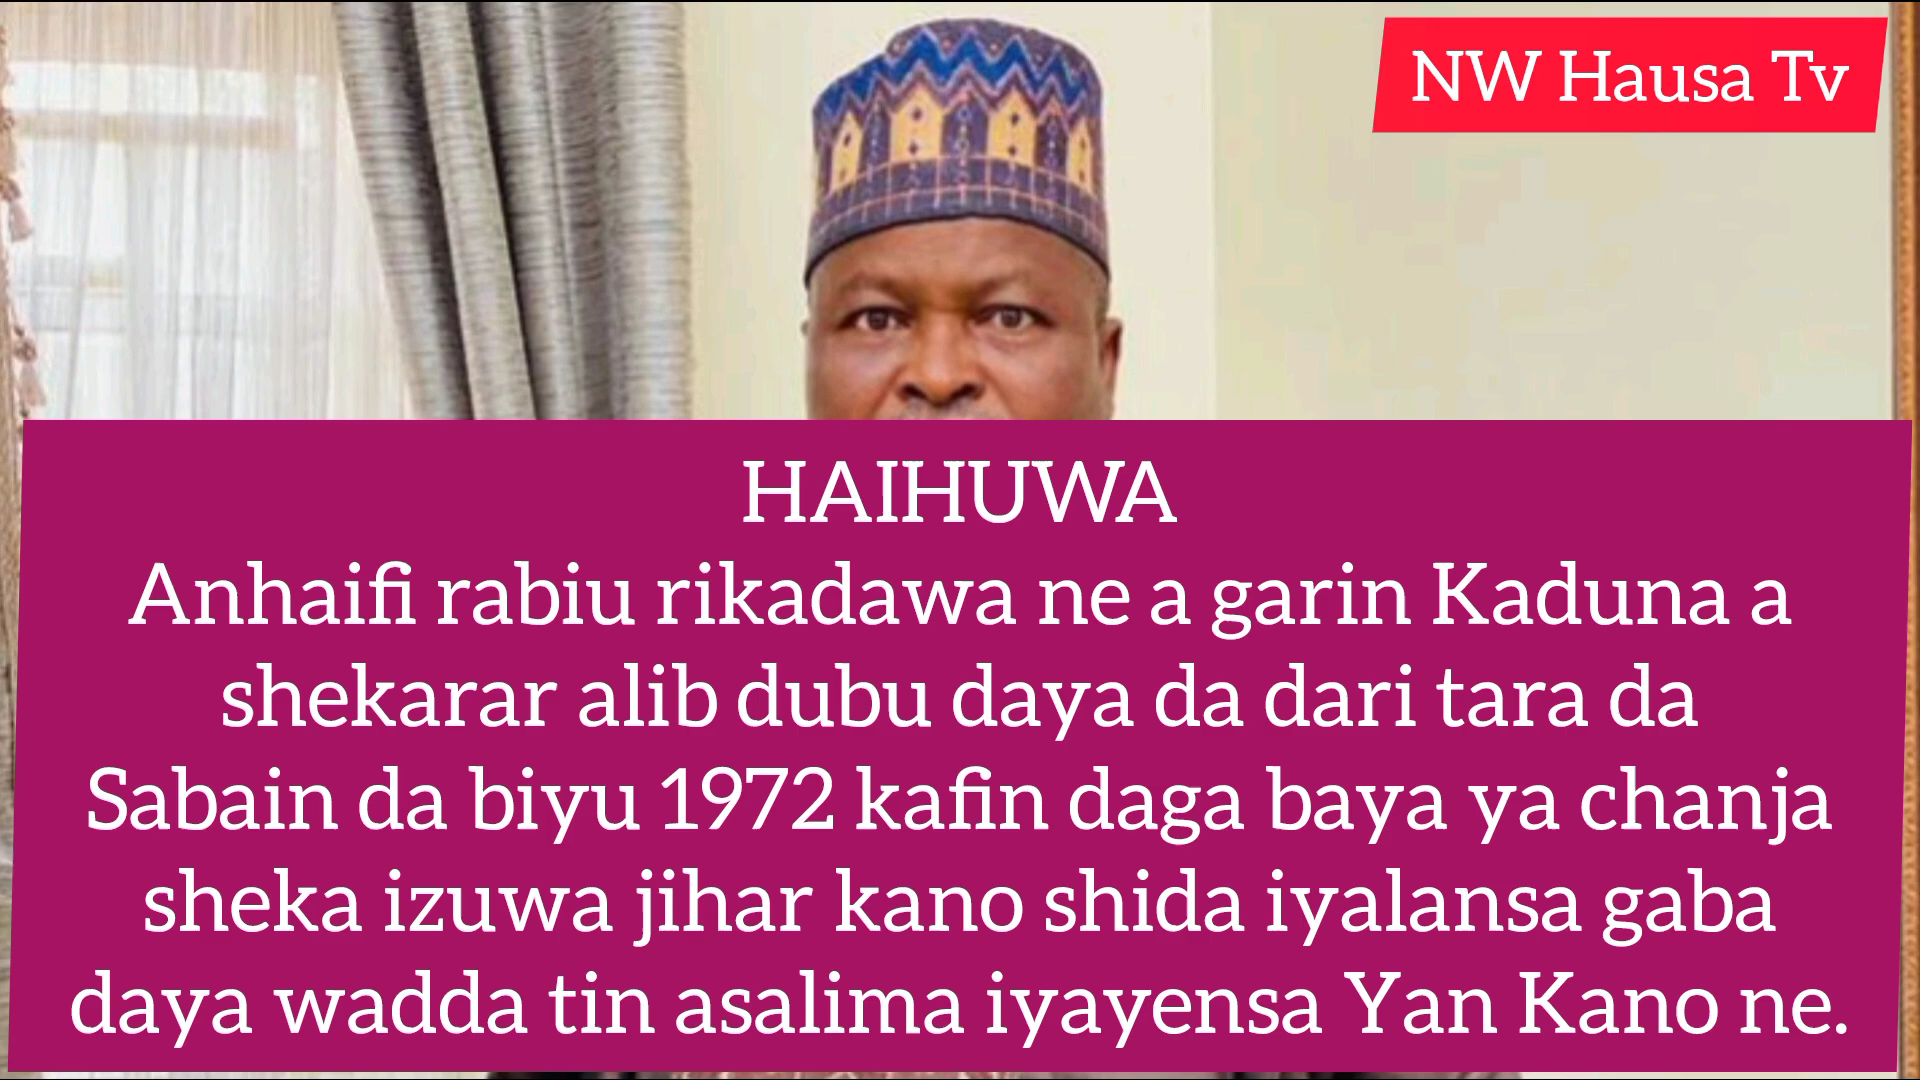 NW Hausa Tv
HAIHUWA
Anhaifi rabiu rikadawa ne a garin Kaduna a
shekarar alib dubu daya da dari tara da
Sabain da biyu 1972 kafin daga baya ya chanja
sheka izuwa jihar kano shida iyalansa gaba
daya wadda tin asalima iyayensa Yan Kano ne.